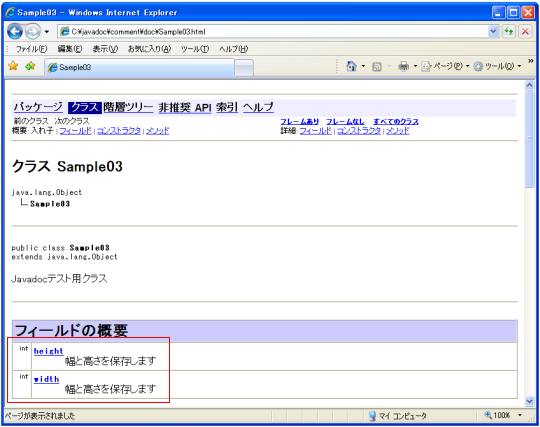 Sample03 - Windows Internet Explorer
C:¥javadoc¥comment¥doc¥Sample03.html
ファイル(F) 編集(E) 表示(V) お気に入り(A) ツール(T) ヘルプ(H)
Sample03 ページ(P) ツール(O) »
パッケージ クラス 階層ツリー 非推奨 API 索引 ヘルプ
前のクラス 次のクラス フレームあり フレームなし すべてのクラス
概要: 入れ子 | フィールド | コンストラクタ | メソッド 詳細: フィールド | コンストラクタ | メソッド
クラス Sample03
java.lang.Object
Sample03
public class Sample03
extends java.lang.Object
Javadocテスト用クラス
フィールドの概要
int height
幅と高さを保存します
int width
幅と高さを保存します
ページが表示されました マイ コンピュータ 100%